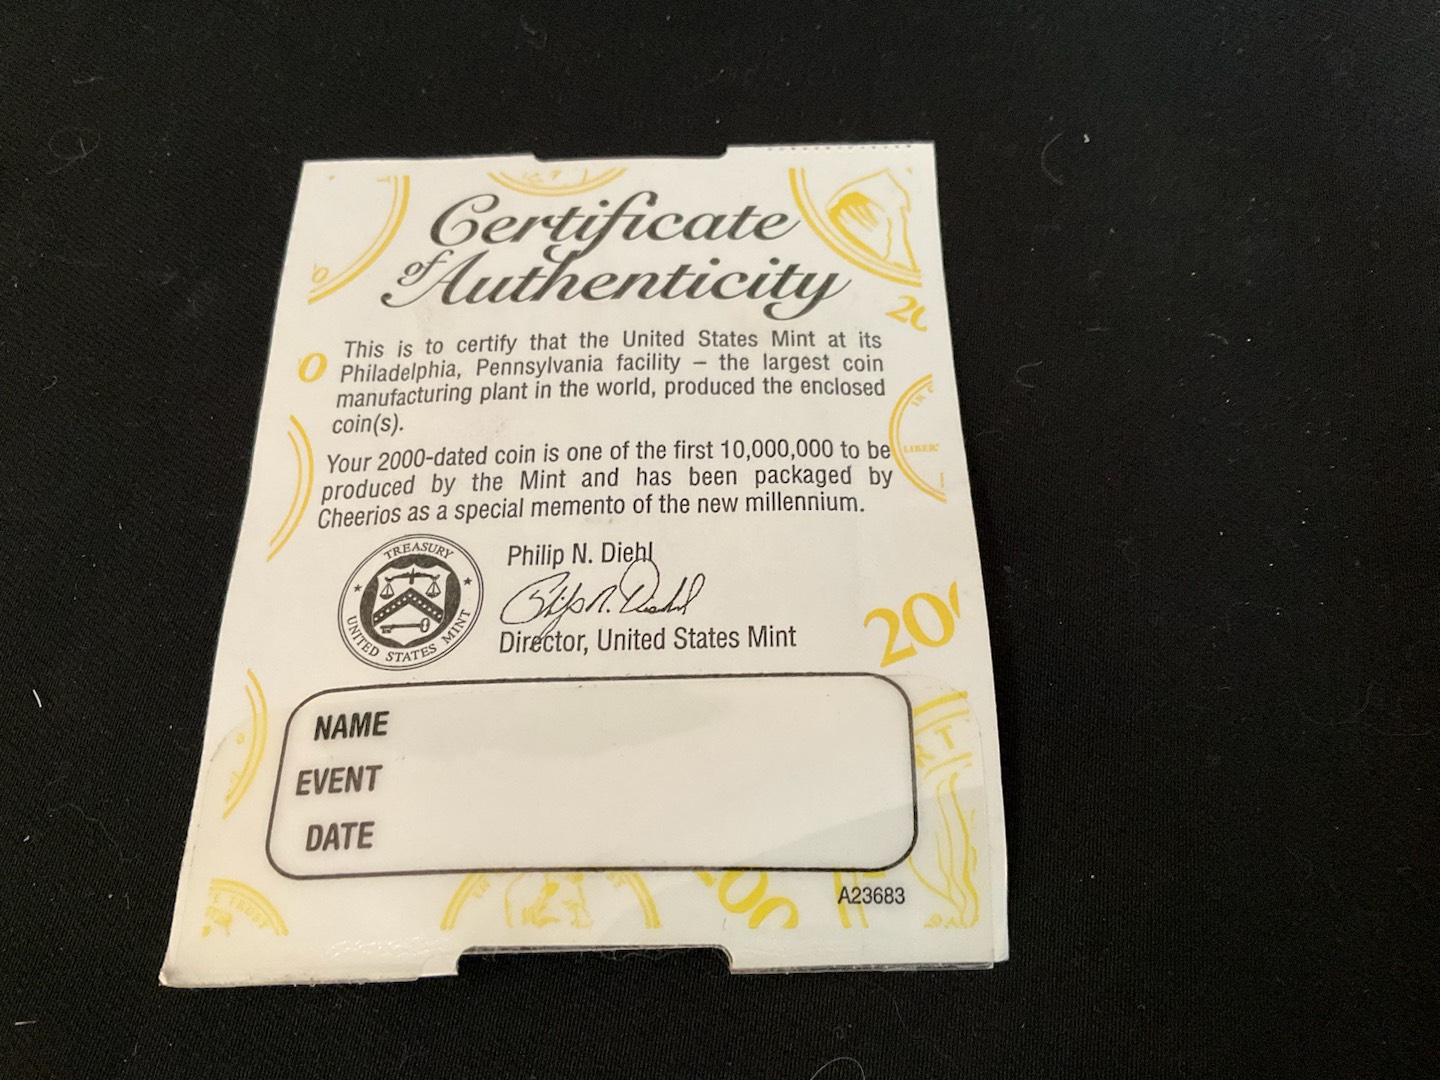 Certificate
of Authenticity
This is to certify that the United States Mint at its
Philadelphia, Pennsylvania facility – the largest coin
manufacturing plant in the world, produced the enclosed
coin(s).
Your 2000-dated coin is one of the first 10,000,000 to be
produced by the Mint and has been packaged by
Cheerios as a special memento of the new millennium.
TREASURY
UNITED STATES MINT
Philip N. Diehl
Philip N. Diehl
Director, United States Mint
NAME
EVENT
DATE
A23683